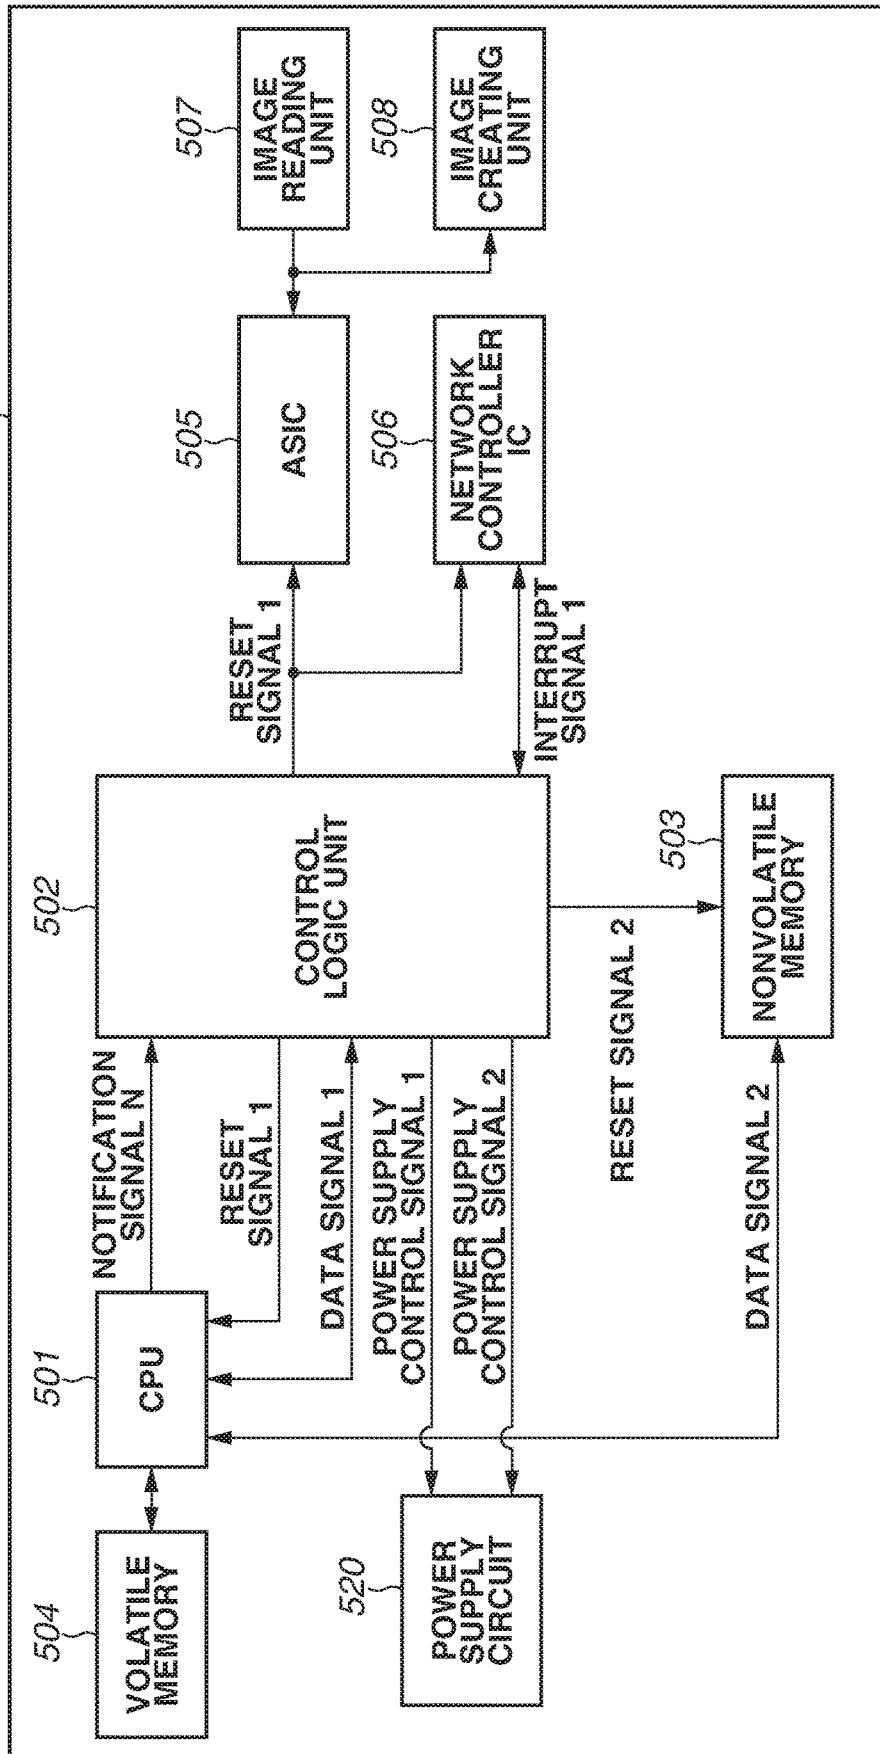 504
VOLATILE
MEMORY
501
CPU
NOTIFICATION
SIGNAL N
RESET
SIGNAL 1
DATA SIGNAL 1
POWER SUPPLY
CONTROL SIGNAL 1
POWER SUPPLY
CONTROL SIGNAL 2
520
POWER
SUPPLY
CIRCUIT
502
CONTROL
LOGIC UNIT
RESET SIGNAL 2
DATA SIGNAL 2
503
NONVOLATILE
MEMORY
RESET
SIGNAL 1
INTERRUPT
SIGNAL 1
505
ASIC
506
NETWORK
CONTROLLER
IC
507
IMAGE
READING
UNIT
508
IMAGE
CREATING
UNIT